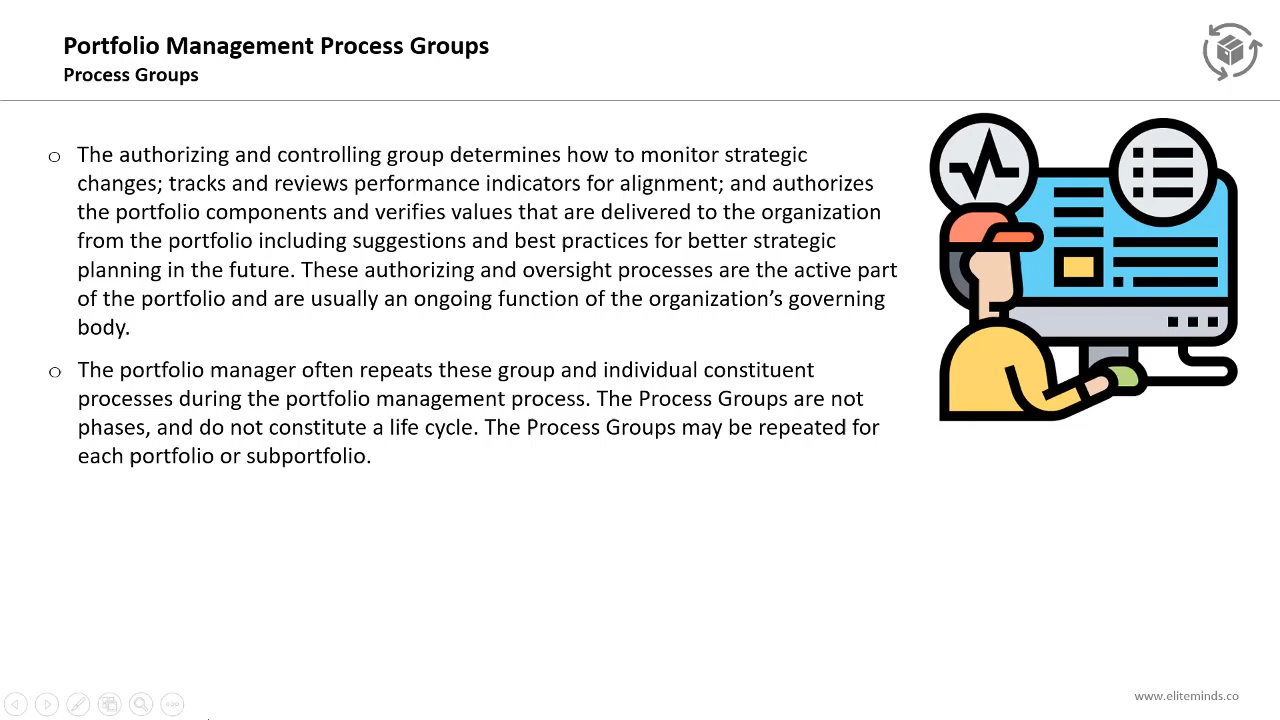 Portfolio Management Process Groups
Process Groups
o The authorizing and controlling group determines how to monitor strategic
changes; tracks and reviews performance indicators for alignment; and authorizes
the portfolio components and verifies values that are delivered to the organization
from the portfolio including suggestions and best practices for better strategic
planning in the future. These authorizing and oversight processes are the active part
of the portfolio and are usually an ongoing function of the organization’s governing
body.
o The portfolio manager often repeats these group and individual constituent
processes during the portfolio management process. The Process Groups are not
phases, and do not constitute a life cycle. The Process Groups may be repeated for
each portfolio or subportfolio.
www.eliteminds.co